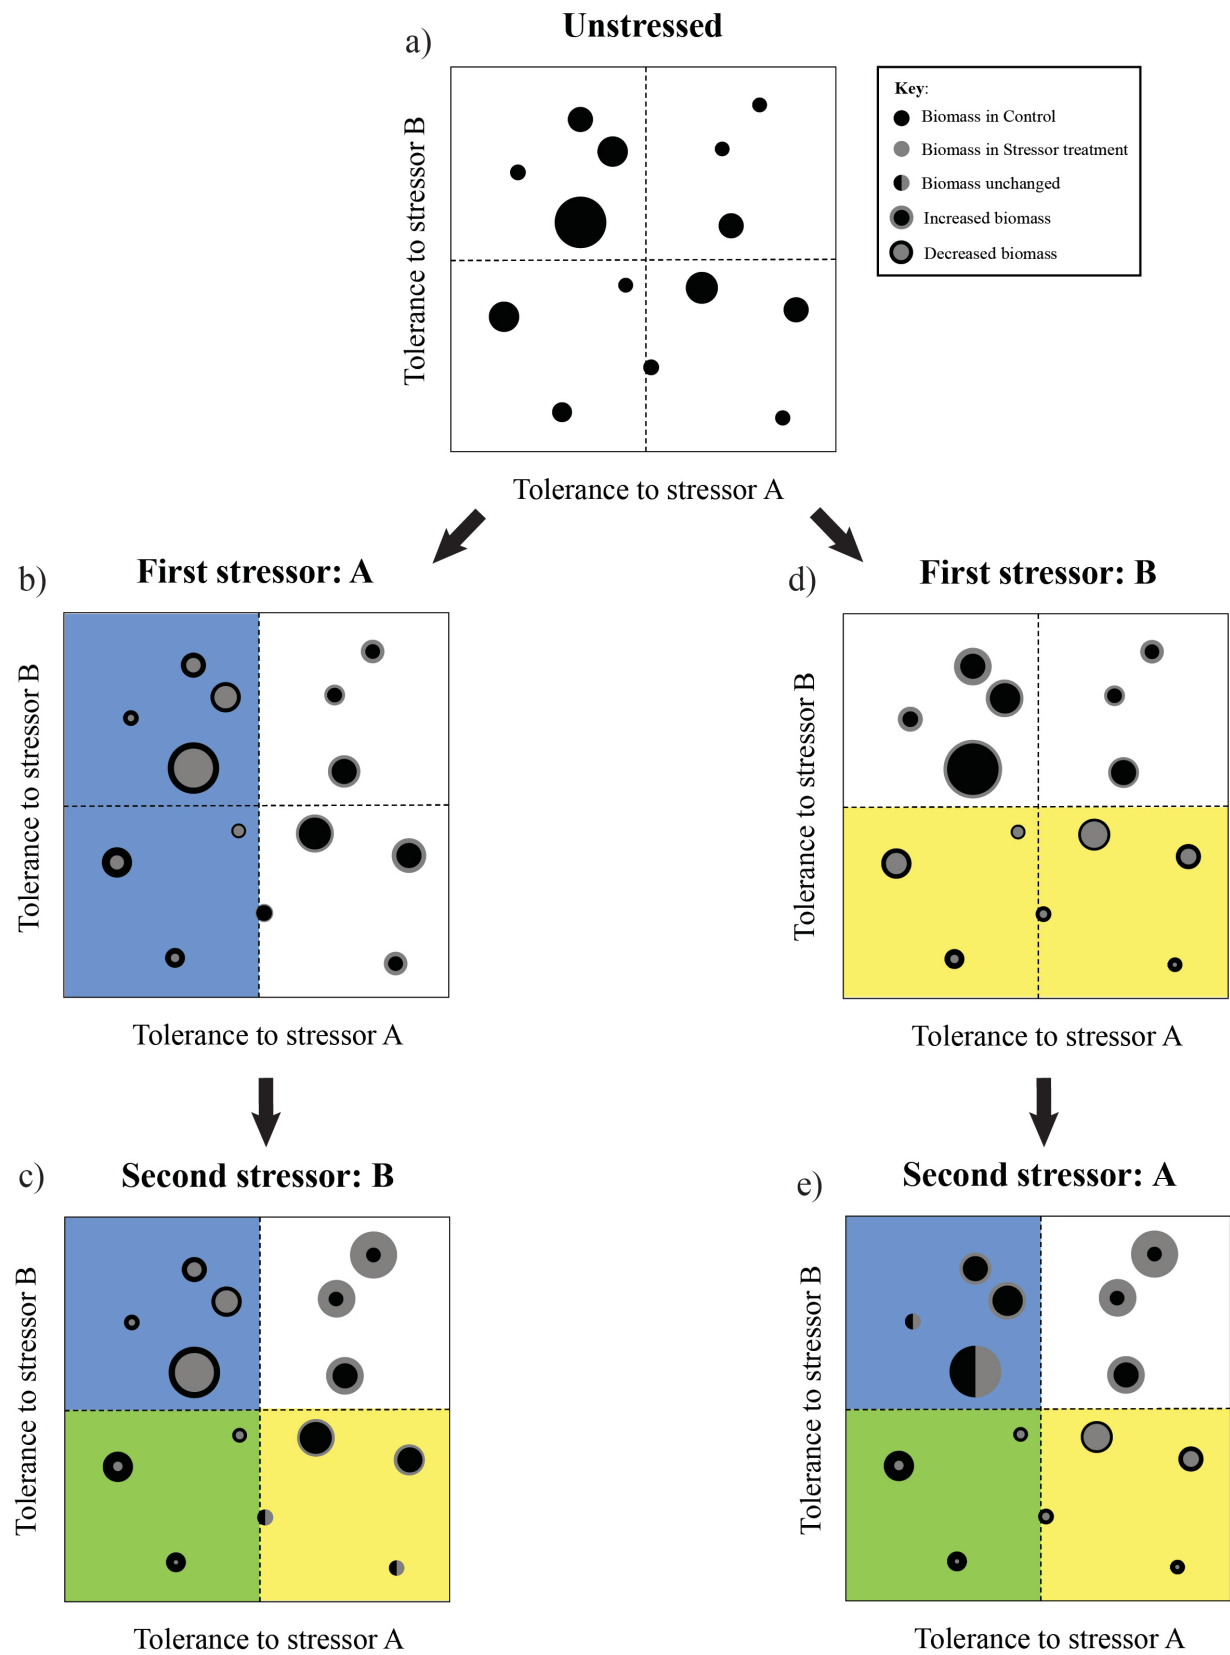 a)
Unstressed
Tolerance to stressor B
Tolerance to stressor A
Key:
Biomass in Control
Biomass in Stressor treatment
Biomass unchanged
Increased biomass
Decreased biomass
b)
First stressor: A
Tolerance to stressor B
Tolerance to stressor A
d)
First stressor: B
Tolerance to stressor B
Tolerance to stressor A
c)
Second stressor: B
Tolerance to stressor B
Tolerance to stressor A
e)
Second stressor: A
Tolerance to stressor B
Tolerance to stressor A